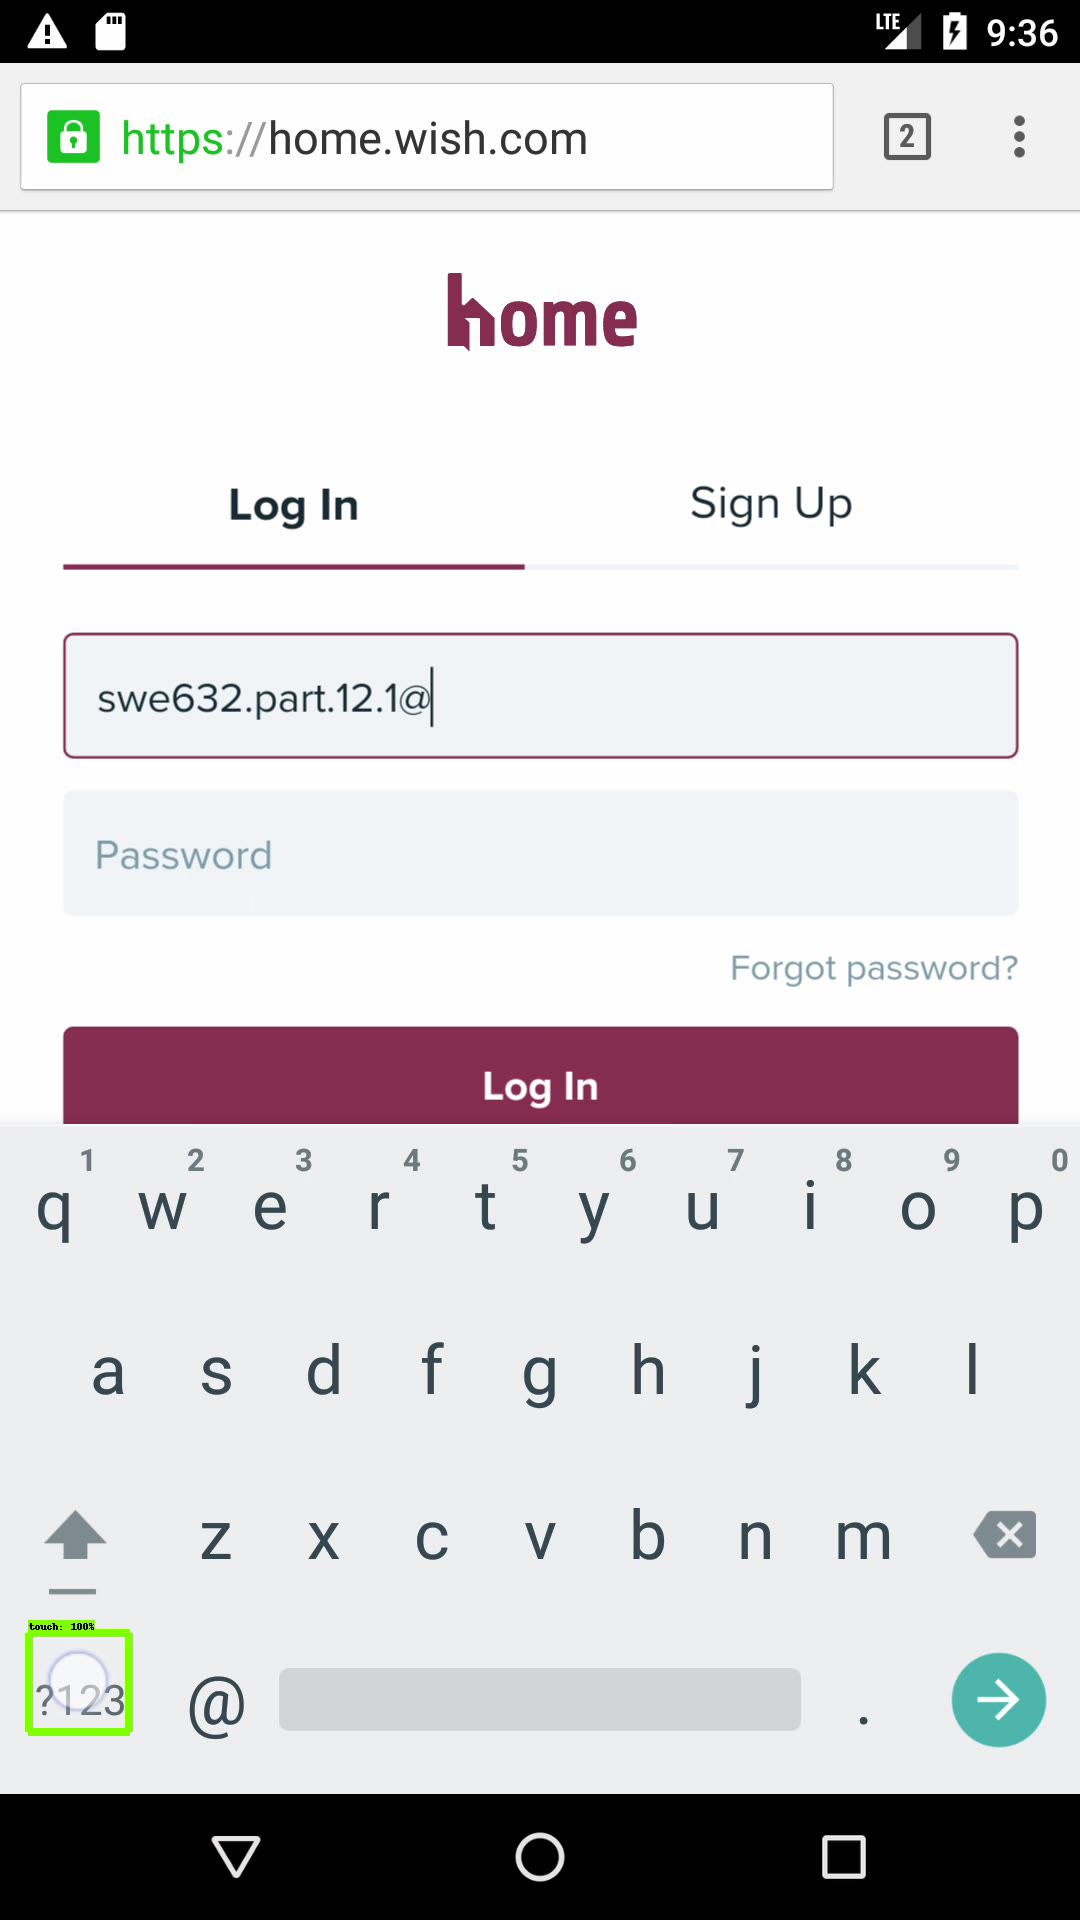 LTE 9:36
https://home.wish.com 2
home
Log In Sign Up
swe632.part.12.1@
Password
Forgot password?
Log In
1 2 3 4 5 6 7 8 9 0
q w e r t y u i o p
a s d f g h j k l
z x c v b n m
touch: 100%
?123 @ .